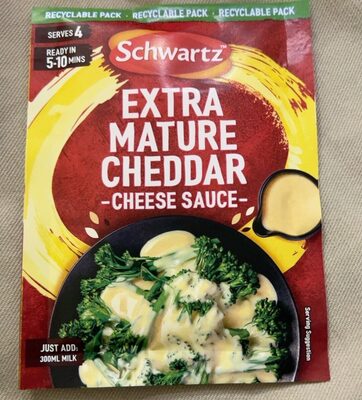 RECYCLABLE PACK · RECYCLABLE PACK · RECYCLABLE PACK
SERVES 4
READY IN
5-10 MINS
Schwartz™
EXTRA
MATURE
CHEDDAR
-CHEESE SAUCE-
JUST ADD:
300ML MILK
Serving Suggestion